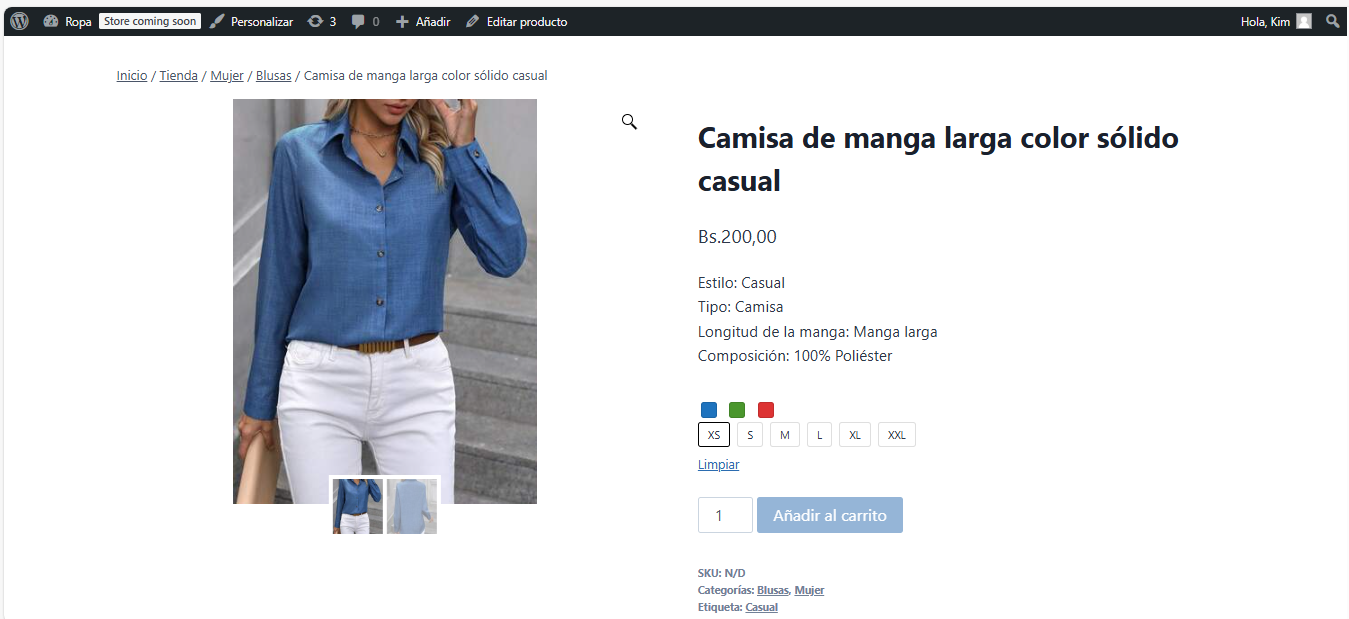 Ropa Store coming soon Personalizar 3 0 Añadir Editar producto Hola, Kim
Inicio / Tienda / Mujer / Blusas / Camisa de manga larga color sólido casual
Camisa de manga larga color sólido
casual
Bs.200,00
Estilo: Casual
Tipo: Camisa
Longitud de la manga: Manga larga
Composición: 100% Poliéster
XS S M L XL XXL
Limpiar
1 Añadir al carrito
SKU: N/D
Categorías: Blusas, Mujer
Etiqueta: Casual